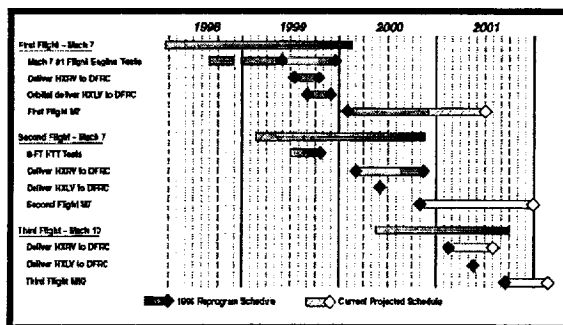 1998 1999 2000 2001
First Flight - Mach 7
Mach 7 #1 Flight Engine Tests
Deliver HXRV to DFRC
Orbital deliver HXLV to DFRC
First Flight M7
Second Flight - Mach 7
8-FT HTT Tests
Deliver HXRV to DFRC
Deliver HXLV to DFRC
Second Flight M7
Third Flight - Mach 10
Deliver HXRV to DFRC
Deliver HXLV to DFRC
Third Flight M10
Reprogram Schedule Current Projected Schedule